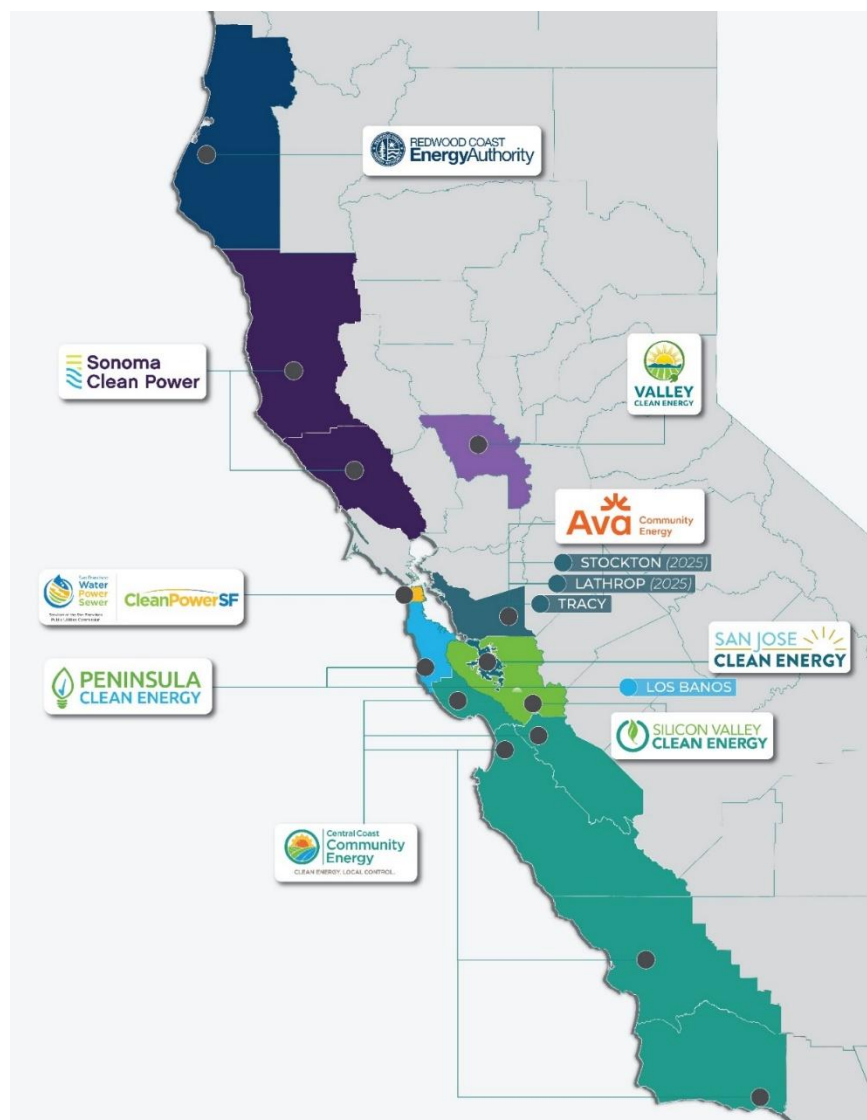 REDWOOD COAST
EnergyAuthority
Sonoma
Clean Power
VALLEY
CLEAN ENERGY
Ava Community
Energy
STOCKTON (2025)
LATHROP (2025)
TRACY
San Francisco
Water
Power
Sewer
CleanPowerSF
SAN JOSE
CLEAN ENERGY
PENINSULA
CLEAN ENERGY
LOS BANOS
SILICON VALLEY
CLEAN ENERGY
Central Coast
Community
Energy
CLEAN ENERGY. LOCAL CONTROL.